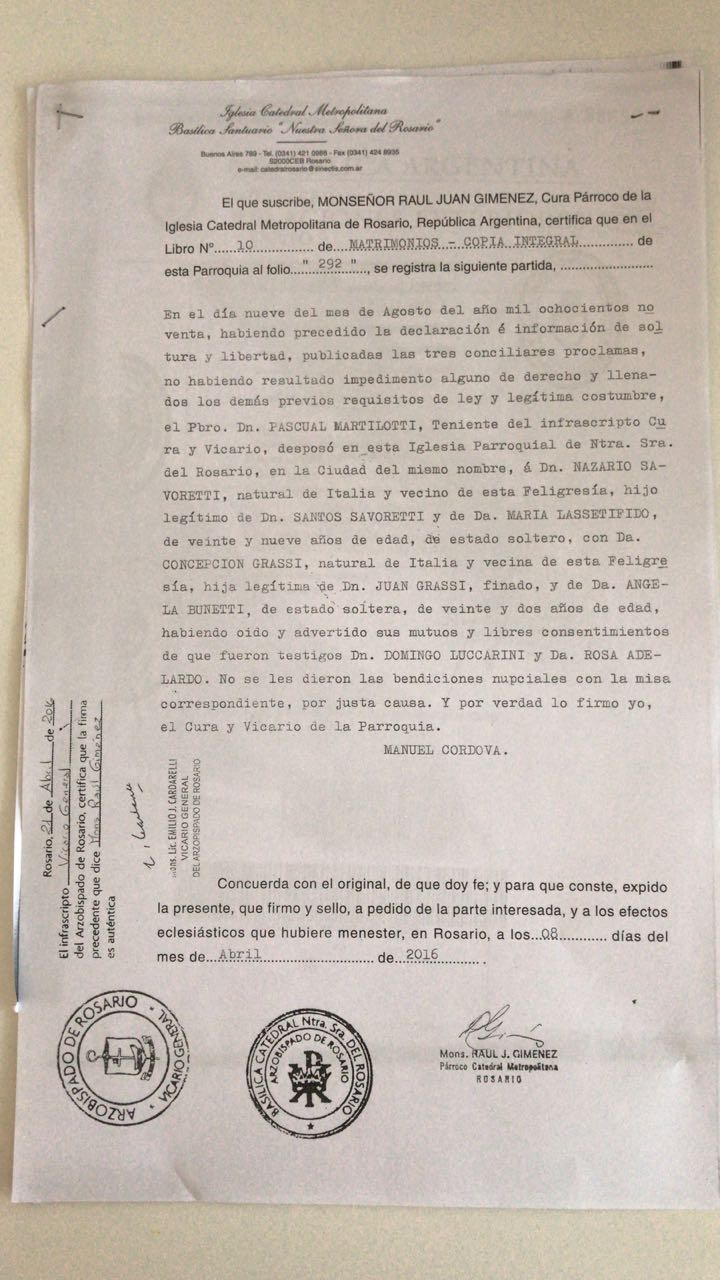 Iglesia Catedral Metropolitana
Basílica Santuario "Nuestra Señora del Rosario"
Buenos Aires 789 - Tel. (0341) 421 0968 - Fax (0341) 424 9935
S2000CEB Rosario
e-mail: catedralrosario@sinectis.com.ar
El que suscribe, MONSEÑOR RAUL JUAN GIMENEZ, Cura Párroco de la
Iglesia Catedral Metropolitana de Rosario, República Argentina, certifica que en el
Libro Nº.....10............... de....MATRIMONIOS - COPIA INTEGRAL............... de
esta Parroquia al folio..." 292 "..., se registra la siguiente partida, .........................
En el día nueve del mes de Agosto del año mil ochocientos no
venta, habiendo precedido la declaración é información de sol
tura y libertad, publicadas las tres conciliares proclamas,
no habiendo resultado impedimento alguno de derecho y llena-
dos los demás previos requisitos de ley y legítima costumbre,
el Pbro. Dn. PASCUAL MARTILOTTI, Teniente del infrascripto Cu
ra y Vicario, desposó en esta Iglesia Parroquial de Ntra. Sra.
del Rosario, en la Ciudad del mismo nombre, á Dn. NAZARIO SA-
VORETTI, natural de Italia y vecino de esta Feligresía, hijo
legítimo de Dn. SANTOS SAVORETTI y de Da. MARIA LASSETIFIDO,
de veinte y nueve años de edad, de estado soltero, con Da.
CONCEPCION GRASSI, natural de Italia y vecina de esta Feligre
sía, hija legítima de Dn. JUAN GRASSI, finado, y de Da. ANGE-
LA BUNETTI, de estado soltera, de veinte y dos años de edad,
habiendo oido y advertido sus mutuos y libres consentimientos
de que fueron testigos Dn. DOMINGO LUCCARINI y Da. ROSA ADE-
LARDO. No se les dieron las bendiciones nupciales con la misa
correspondiente, por justa causa. Y por verdad lo firmo yo,
el Cura y Vicario de la Parroquia.
MANUEL CORDOVA.
Rosario, 21 de Abril de 2016
El infrascripto Vicario General
del Arzobispado de Rosario, certifica que la firma
precedente que dice Mons. Raúl Giménez
es auténtica
Mons. Lic. EMILIO J. CARDARELLI
VICARIO GENERAL
DEL ARZOBISPADO DE ROSARIO
Concuerda con el original, de que doy fe; y para que conste, expido
la presente, que firmo y sello, a pedido de la parte interesada, y a los efectos
eclesiásticos que hubiere menester, en Rosario, a los...08............ días del
mes de...Abril......................... de...2016............ .
ARZOBISPADO DE ROSARIO · VICARIO GENERAL ·
BASILICA CATEDRAL Ntra. Sra. DEL ROSARIO
ARZOBISPADO DE ROSARIO
Mons. RAUL J. GIMENEZ
Párroco Catedral Metropolitana
ROSARIO